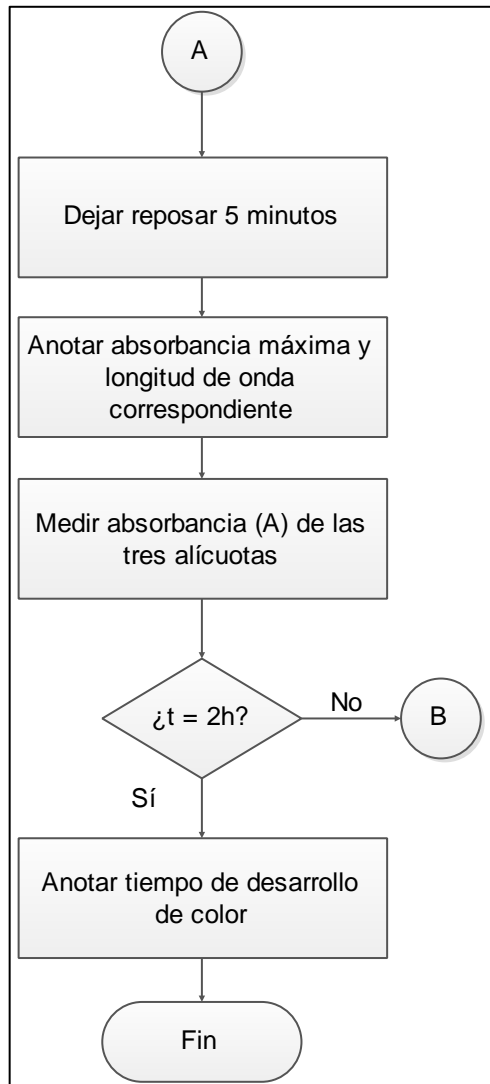 A
Dejar reposar 5 minutos
Anotar absorbancia máxima y
longitud de onda
correspondiente
Medir absorbancia (A) de las
tres alícuotas
¿t = 2h?
No
B
Sí
Anotar tiempo de desarrollo
de color
Fin